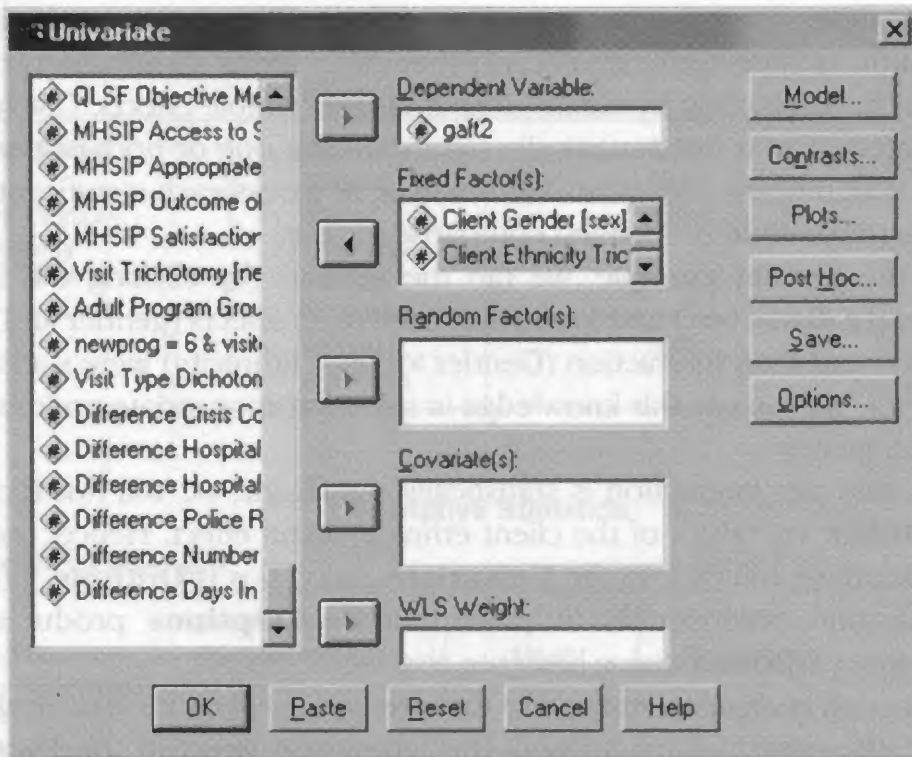 Univariate
QLSF Objective Me
MHSIP Access to S
MHSIP Appropriate
MHSIP Outcome of
MHSIP Satisfaction
Visit Trichotomy [ne
Adult Program Grou
newprog = 6 & visit
Visit Type Dichoton
Difference Crisis Co
Difference Hospital
Difference Hospital
Difference Police R
Difference Number
Difference Days In
Dependent Variable:
gaft2
Fixed Factor(s):
Client Gender [sex]
Client Ethnicity Tric
Random Factor(s):
Covariate(s):
WLS Weight:
Model...
Contrasts...
Plots...
Post Hoc...
Save...
Options...
OK
Paste
Reset
Cancel
Help